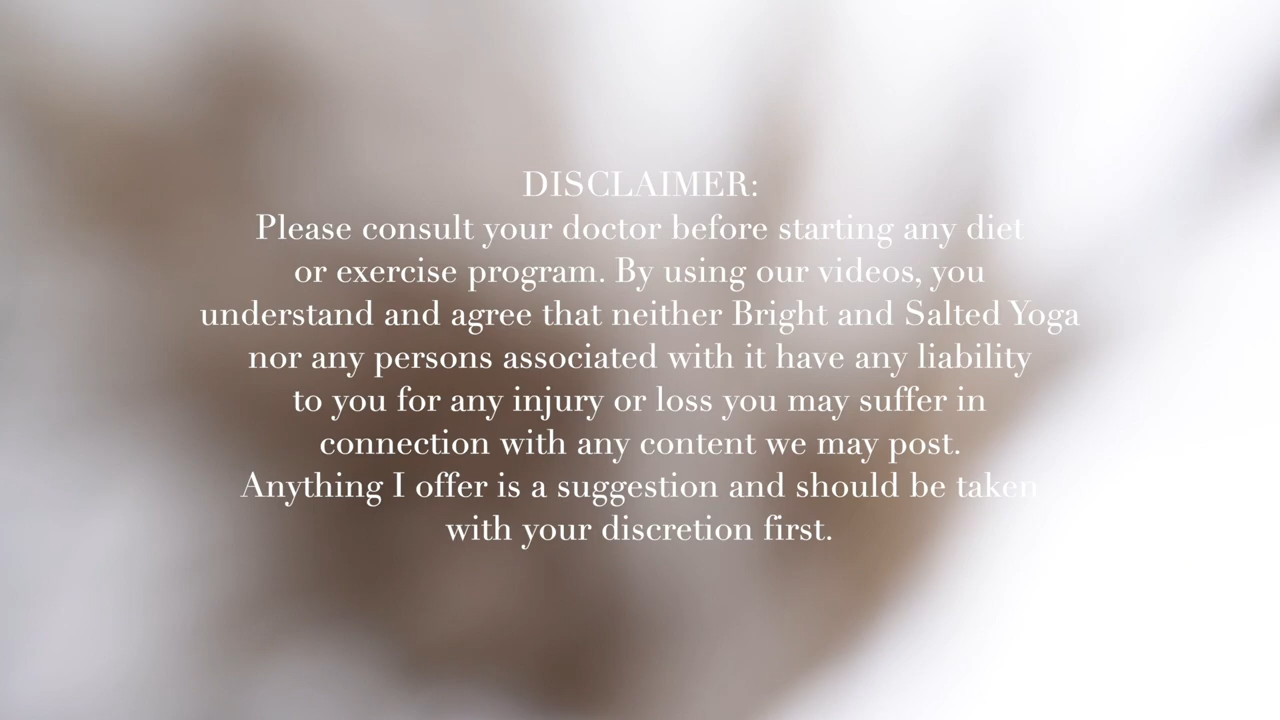 DISCLAIMER:
Please consult your doctor before starting any diet
or exercise program. By using our videos, you
understand and agree that neither Bright and Salted Yoga
nor any persons associated with it have any liability
to you for any injury or loss you may suffer in
connection with any content we may post.
Anything I offer is a suggestion and should be taken
with your discretion first.